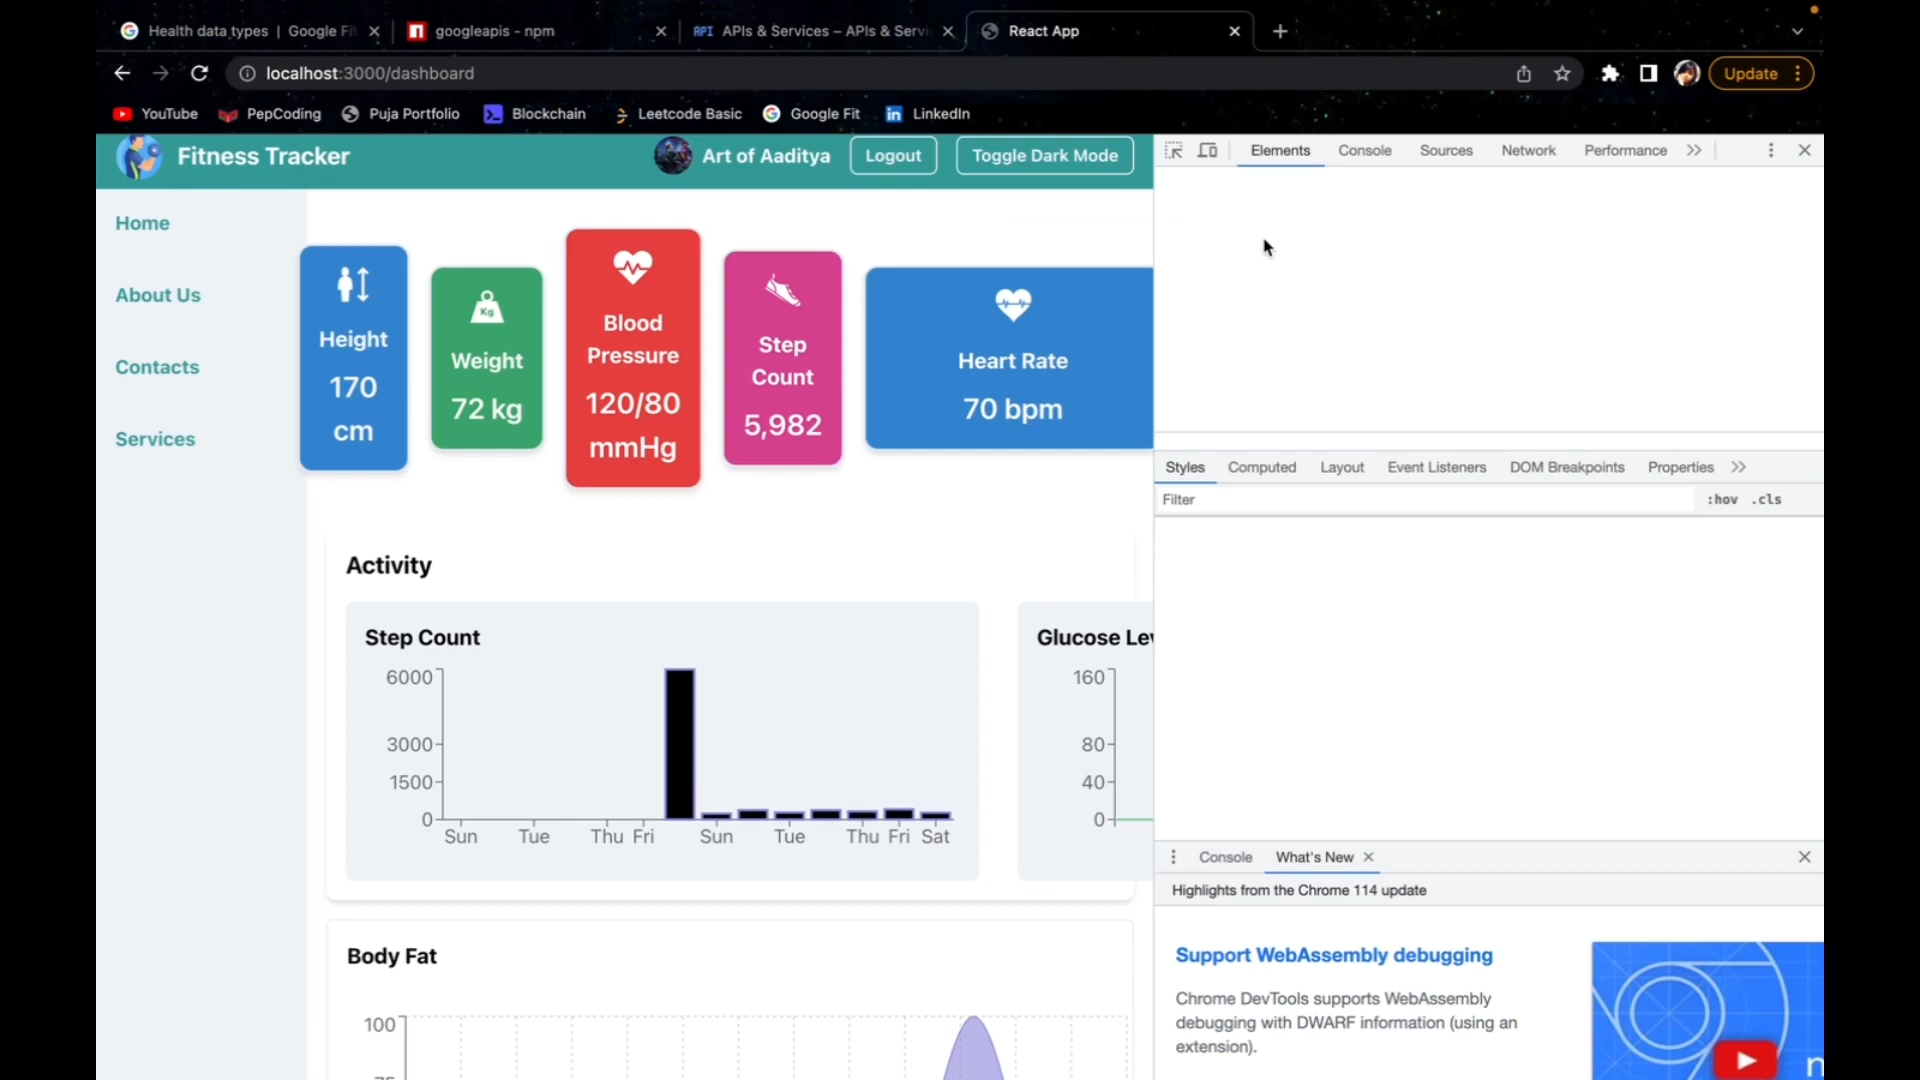 Health data types | Google Fi
googleapis - npm
API APIs & Services – APIs & Servi
React App
localhost:3000/dashboard
Update
YouTube
PepCoding
Puja Portfolio
Blockchain
Leetcode Basic
Google Fit
LinkedIn
Fitness Tracker
Art of Aaditya
Logout
Toggle Dark Mode
Home
About Us
Contacts
Services
Height
170
cm
Kg
Weight
72 kg
Blood
Pressure
120/80
mmHg
Step
Count
5,982
Heart Rate
70 bpm
Activity
Step Count
6000
3000
1500
0
Sun Tue Thu Fri Sun Tue Thu Fri Sat
Glucose Lev
160
80
40
0
Body Fat
100
75
Elements Console Sources Network Performance
Styles Computed Layout Event Listeners DOM Breakpoints Properties
Filter
:hov .cls
Console What's New
Highlights from the Chrome 114 update
Support WebAssembly debugging
Chrome DevTools supports WebAssembly
debugging with DWARF information (using an
extension).